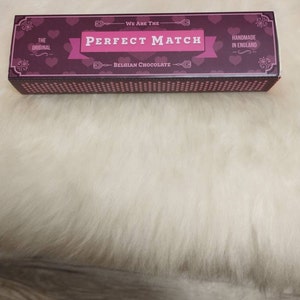 We Are The
The Original
Perfect Match
Handmade in England
Belgian Chocolate